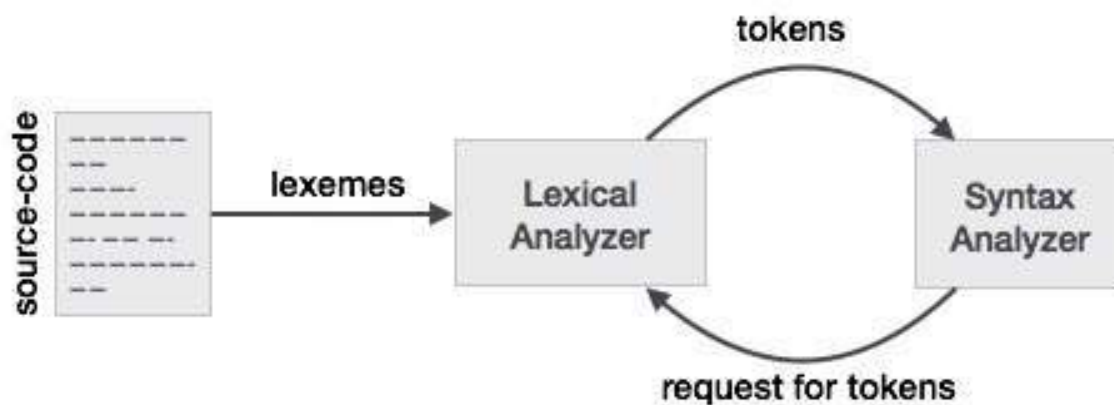 tokens
source-code
lexemes
Lexical
Analyzer
Syntax
Analyzer
request for tokens